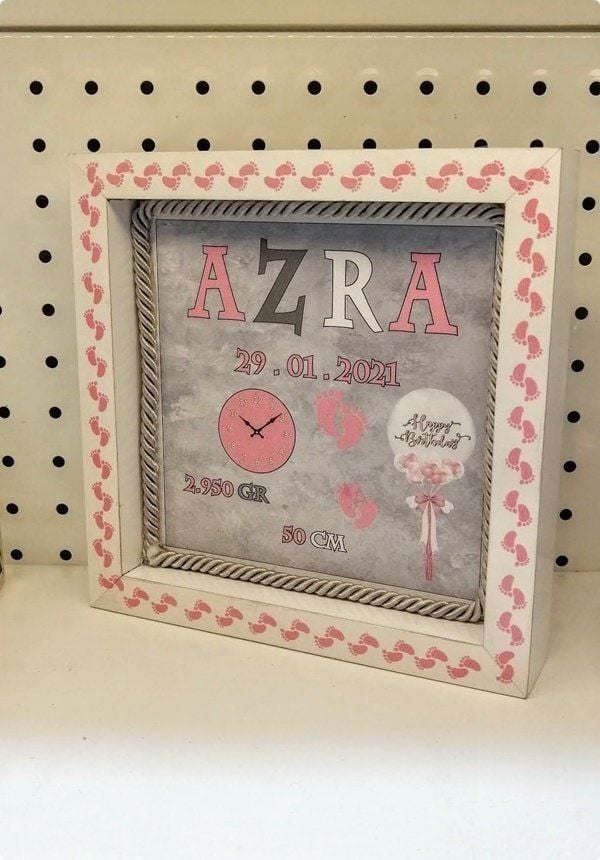 AZRA
29.01.2021
Happy
Birthday
2.950 GR
50 CM